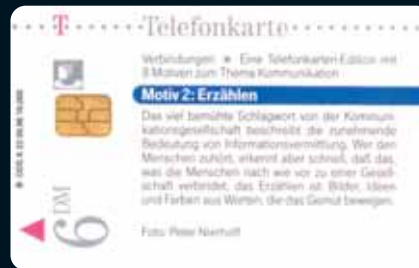 T Telefonkarte
Verbindungen • Eine Telefonkarten-Edition mit
8 Motiven zum Thema Kommunikation
Motiv 2: Erzählen
Das viel bemühte Schlagwort von der Kommuni-
kationsgesellschaft beschreibt die zunehmende
Bedeutung von Informationsvermittlung. Wer den
Menschen zuhört, erkennt aber schnell, daß das,
was die Menschen nach wie vor zu einer Gesell-
schaft verbindet, das Erzählen ist: Bilder, Ideen
und Farben aus Worten, die das Gemüt bewegen.
Foto: Peter
6 DM